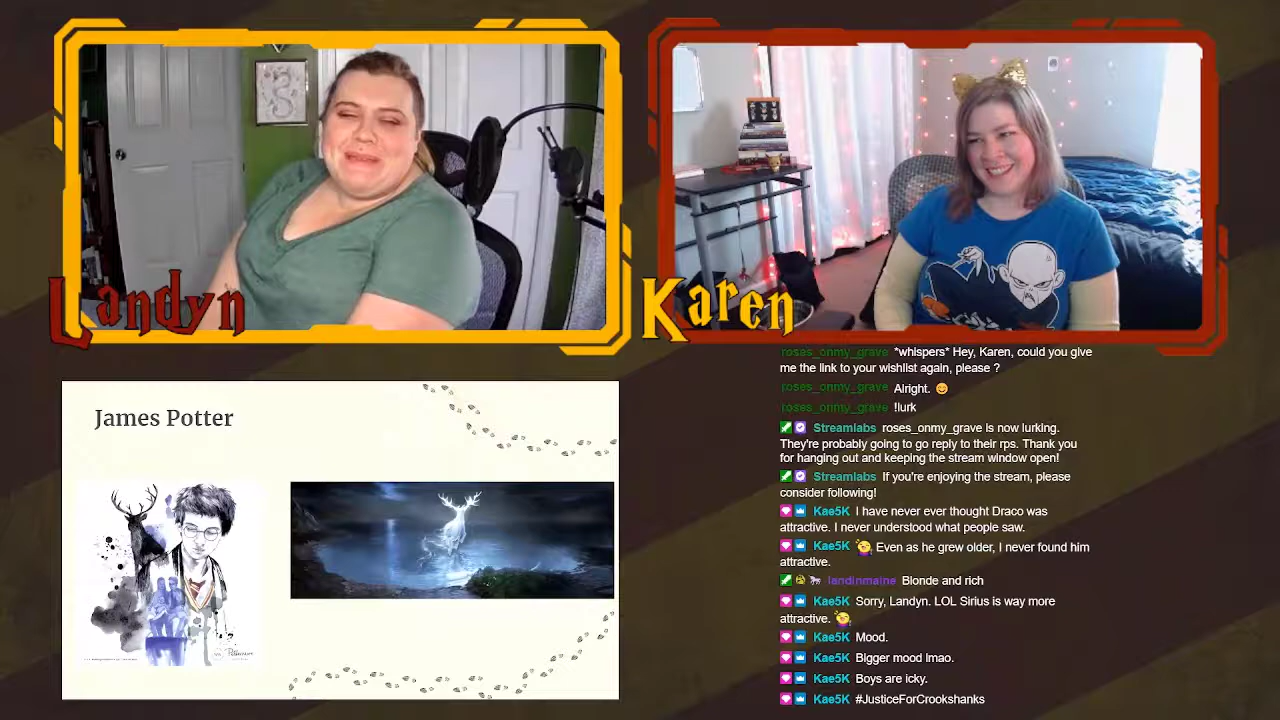 Landyn
Karen
James Potter
roses_onmy_grave *whispers* Hey, Karen, could you give
me the link to your wishlist again, please ?
roses_onmy_grave Alright. 😊
roses_onmy_grave !lurk
Streamlabs roses_onmy_grave is now lurking.
They're probably going to go reply to their rps. Thank you
for hanging out and keeping the stream window open!
Streamlabs If you're enjoying the stream, please
consider following!
Kae5K I have never ever thought Draco was
attractive. I never understood what people saw.
Kae5K Even as he grew older, I never found him
attractive.
landinmaine Blonde and rich
Kae5K Sorry, Landyn. LOL Sirius is way more
attractive.
Kae5K Mood.
Kae5K Bigger mood lmao.
Kae5K Boys are icky.
Kae5K #JusticeForCrookshanks